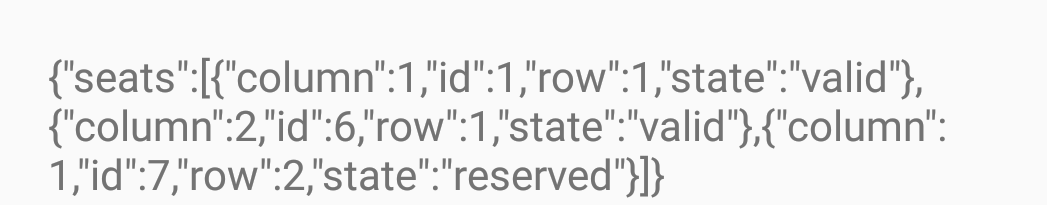 {"seats":[{"column":1,"id":1,"row":1,"state":"valid"},
{"column":2,"id":6,"row":1,"state":"valid"},{"column":
1,"id":7,"row":2,"state":"reserved"}]}